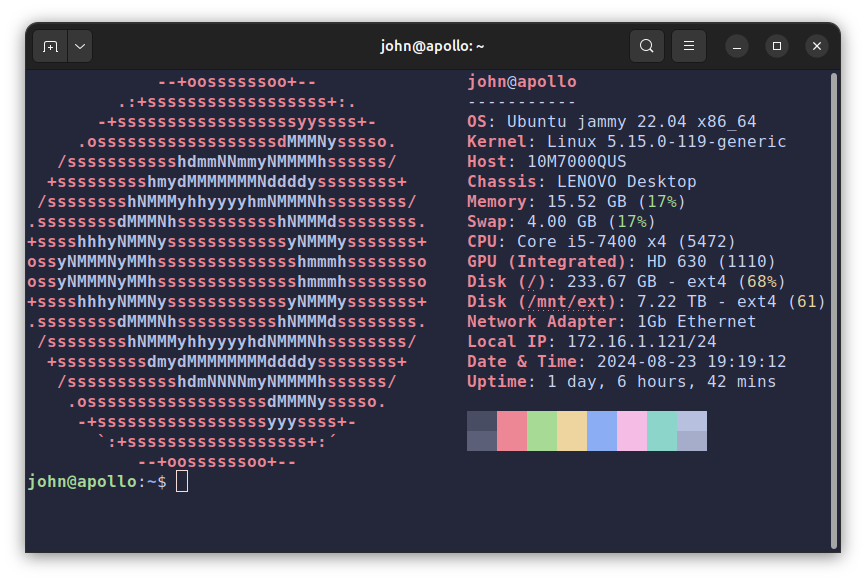 john@apollo: ~
--+oossssssoo+--
.:+ssssssssssssssssss+:.
-+ssssssssssssssssssyyssss+-
.ossssssssssssssssssdMMMNysssso.
/ssssssssssshdmmNNmmyNMMMMhssssss/
+ssssssssshmydMMMMMMMNddddyssssssss+
/sssssssshNMMMyhhyyyyhmNMMMNhssssssss/
.ssssssssdMMMNhsssssssssshNMMMdssssssss.
+sssshhhyNMMNyssssssssssssyNMMMysssssss+
ossyNMMMNyMMhsssssssssssssshmmmhssssssso
ossyNMMMNyMMhsssssssssssssshmmmhssssssso
+sssshhhyNMMNyssssssssssssyNMMMysssssss+
.ssssssssdMMMNhsssssssssshNMMMdssssssss.
/sssssssshNMMMyhhyyyyhdNMMMNhssssssss/
+sssssssssdmydMMMMMMMMddddyssssssss+
/ssssssssssshdmNNNNmyNMMMMhssssss/
.ossssssssssssssssssdMMMNysssso.
-+sssssssssssssssssyyyssss+-
`:+ssssssssssssssssss+:´
--+oossssssoo+--
john@apollo
-----------
OS: Ubuntu jammy 22.04 x86_64
Kernel: Linux 5.15.0-119-generic
Host: 10M7000QUS
Chassis: LENOVO Desktop
Memory: 15.52 GB (17%)
Swap: 4.00 GB (17%)
CPU: Core i5-7400 x4 (5472)
GPU (Integrated): HD 630 (1110)
Disk (/): 233.67 GB - ext4 (68%)
Disk (/mnt/ext): 7.22 TB - ext4 (61)
Network Adapter: 1Gb Ethernet
Local IP: 172.16.1.121/24
Date & Time: 2024-08-23 19:19:12
Uptime: 1 day, 6 hours, 42 mins
john@apollo:~$